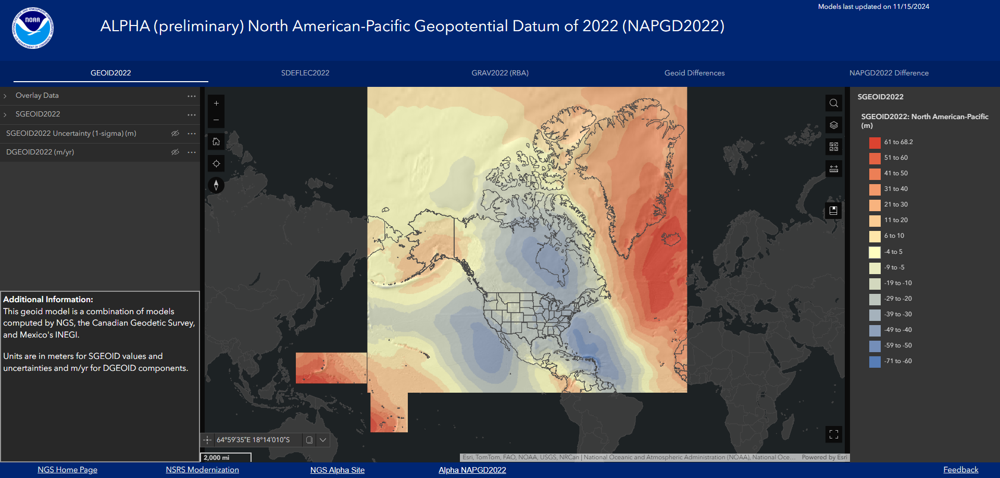 Models last updated on 11/15/2024
NOAA
ALPHA (preliminary) North American-Pacific Geopotential Datum of 2022 (NAPGD2022)
GEOID2022
SDEFLEC2022
GRAV2022 (RBA)
Geoid Differences
NAPGD2022 Difference
Overlay Data
SGEOID2022
SGEOID2022 Uncertainty (1-sigma) (m)
DGEOID2022 (m/yr)
Additional Information:
This geoid model is a combination of models
computed by NGS, the Canadian Geodetic Survey,
and Mexico's INEGI.
Units are in meters for SGEOID values and
uncertainties and m/yr for DGEOID components.
64°59'35"E 18°14'010"S
2,000 mi
Esri, TomTom, FAO, NOAA, USGS, NRCan | National Oceanic and Atmospheric Administration (NOAA), National Oce...
Powered by Esri
SGEOID2022
SGEOID2022: North American-Pacific
(m)
61 to 68.2
51 to 60
41 to 50
31 to 40
21 to 30
11 to 20
6 to 10
-4 to 5
-9 to -5
-19 to -10
-29 to -20
-39 to -30
-49 to -40
-59 to -50
-71 to -60
NGS Home Page
NSRS Modernization
NGS Alpha Site
Alpha NAPGD2022
Feedback